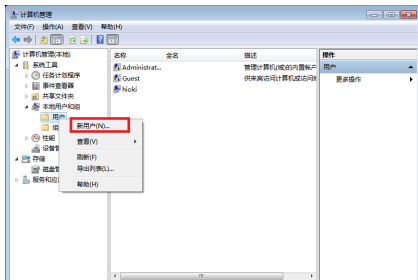 计算机管理
文件(F) 操作(A) 查看(V) 帮助(H)
计算机管理(本地)
系统工具
任务计划程序
事件查看器
共享文件夹
本地用户和组
用户
组
性能
设备管
存储
磁盘管
服务和应
名称 全名 描述
Administrat... 管理计算机(域)的内置帐户
Guest 供来宾访问计算机或访问域
hioki
操作
用户
更多操作
新用户(N)...
查看(V)
刷新(F)
导出列表(L)...
帮助(H)